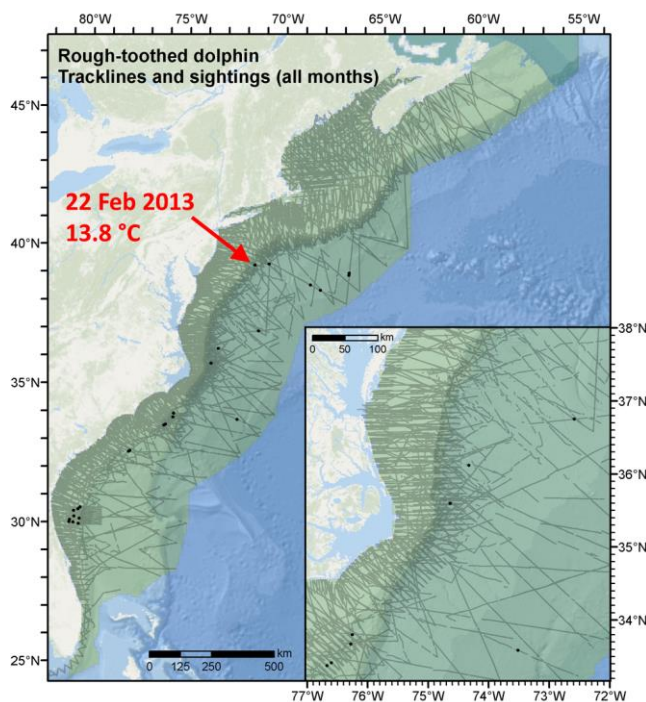 80°W 75°W 70°W 65°W 60°W 55°W
Rough-toothed dolphin
Tracklines and sightings (all months)
45°N
22 Feb 2013
13.8 °C
40°N
35°N
30°N
25°N
km
0 125 250 500
km
0 50 100
38°N
37°N
36°N
35°N
34°N
77°W 76°W 75°W 74°W 73°W 72°W